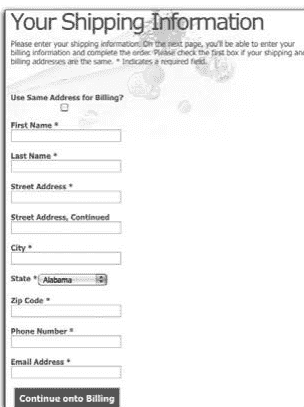 Your Shipping Information
Please enter your shipping information. On the next page, you'll be able to enter your
billing information and complete the order. Please check the first box if your shipping and
billing addresses are the same. * Indicates a required field.
Use Same Address for Billing?
First Name *
Last Name *
Street Address *
Street Address, Continued
City *
State * Alabama
Zip Code *
Phone Number *
Email Address *
Continue onto Billing